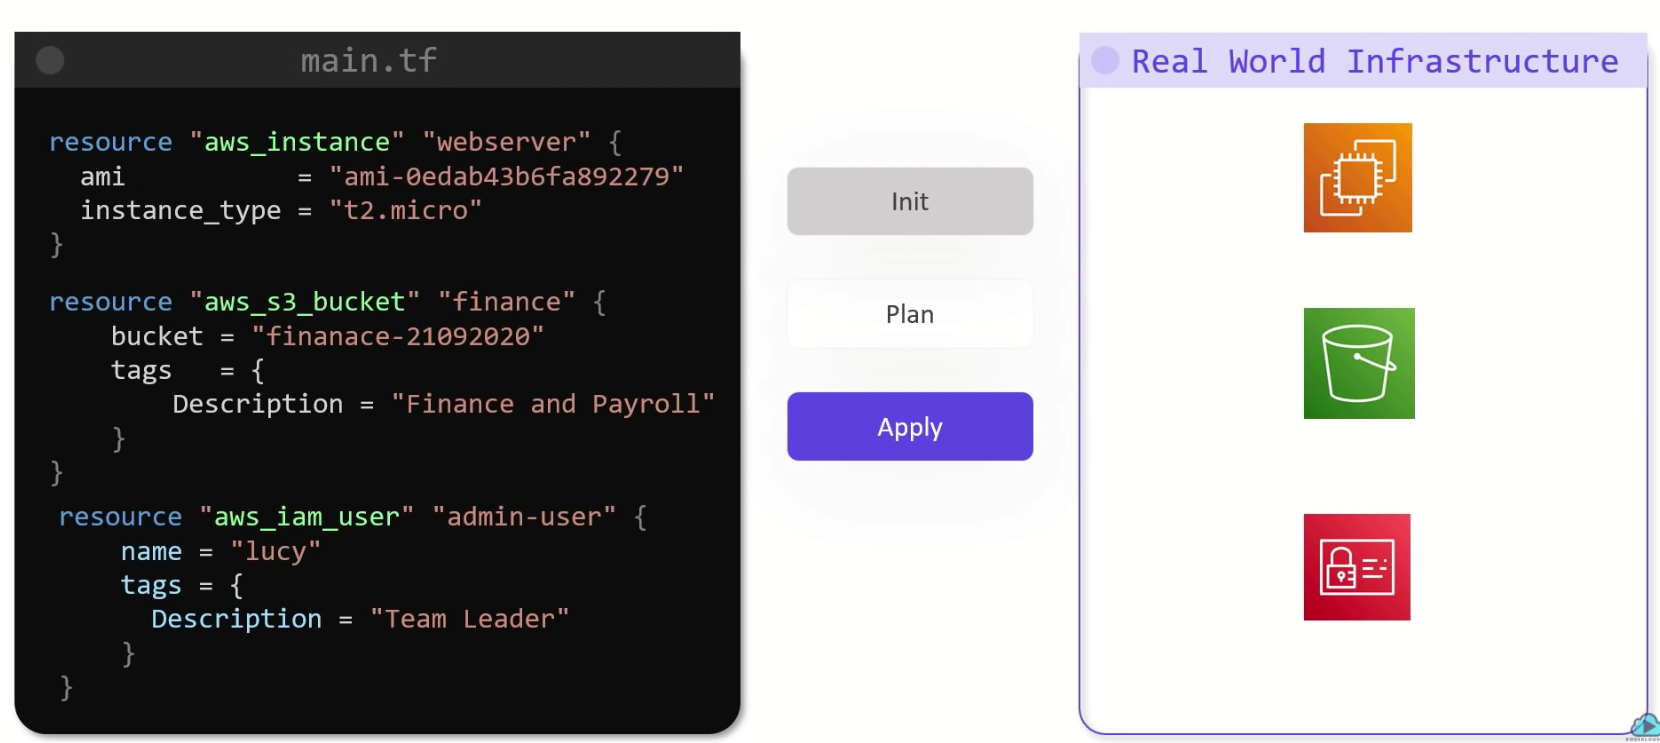 main.tf
resource "aws_instance" "webserver" {
  ami           = "ami-0edab43b6fa892279"
  instance_type = "t2.micro"
}
resource "aws_s3_bucket" "finance" {
    bucket = "finanace-21092020"
    tags   = {
        Description = "Finance and Payroll"
    }
}
resource "aws_iam_user" "admin-user" {
    name = "lucy"
    tags = {
      Description = "Team Leader"
    }
}
Init
Plan
Apply
Real World Infrastructure